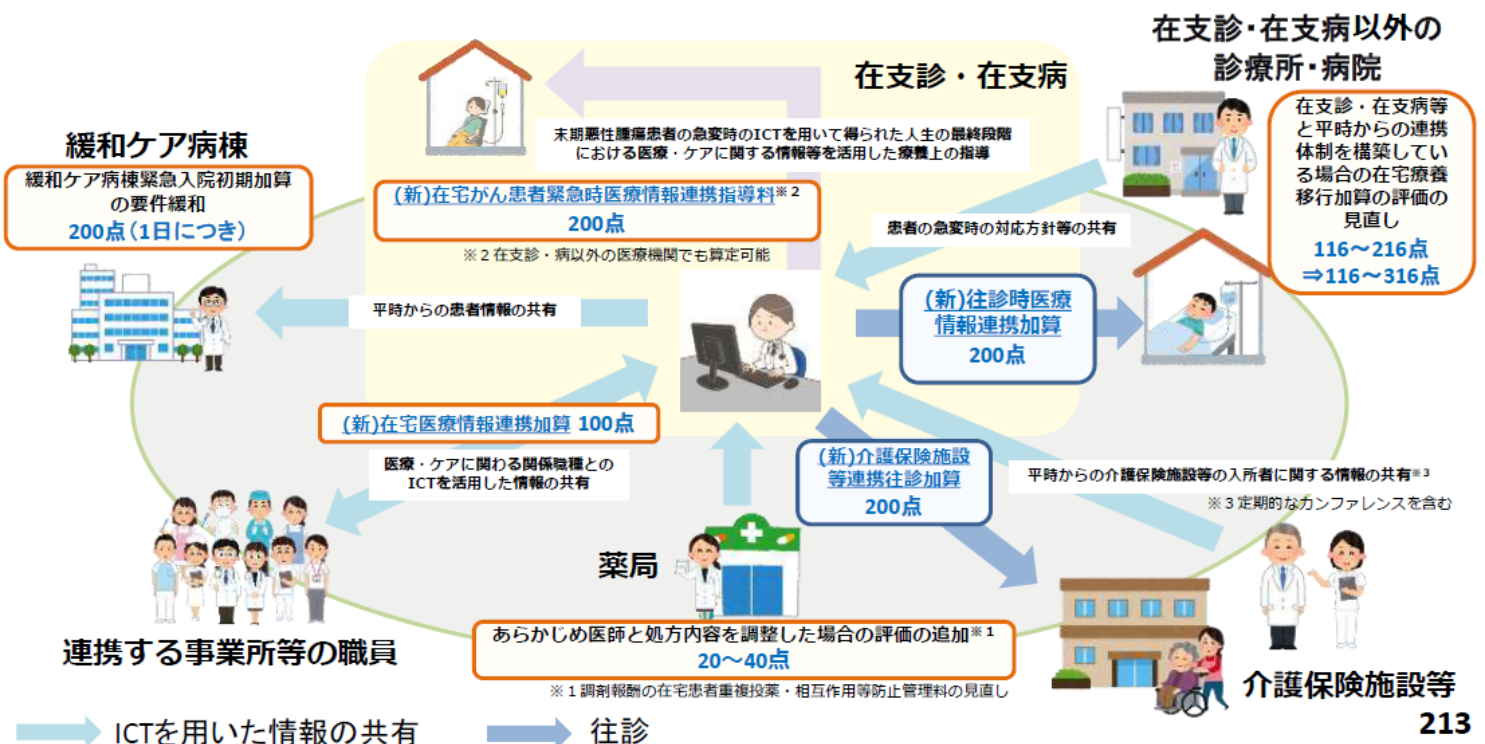 在支診・在支病以外の
診療所・病院
在支診・在支病等
と平時からの連携
体制を構築してい
る場合の在宅療養
移行加算の評価の
見直し
116～216点
⇒116～316点
在支診・在支病
末期悪性腫瘍患者の急変時のICTを用いて得られた人生の最終段階
における医療・ケアに関する情報等を活用した療養上の指導
緩和ケア病棟
緩和ケア病棟緊急入院初期加算
の要件緩和
200点（1日につき）
(新)在宅がん患者緊急時医療情報連携指導料※２
200点
※２在支診・病以外の医療機関でも算定可能
患者の急変時の対応方針等の共有
平時からの患者情報の共有
(新)往診時医療
情報連携加算
200点
(新)在宅医療情報連携加算 100点
医療・ケアに関わる関係職種との
ICTを活用した情報の共有
(新)介護保険施設
等連携往診加算
200点
平時からの介護保険施設等の入所者に関する情報の共有※３
※３定期的なカンファレンスを含む
薬局
あらかじめ医師と処方内容を調整した場合の評価の追加※１
20～40点
※１調剤報酬の在宅患者重複投薬・相互作用等防止管理料の見直し
連携する事業所等の職員
介護保険施設等
ICTを用いた情報の共有
往診
213